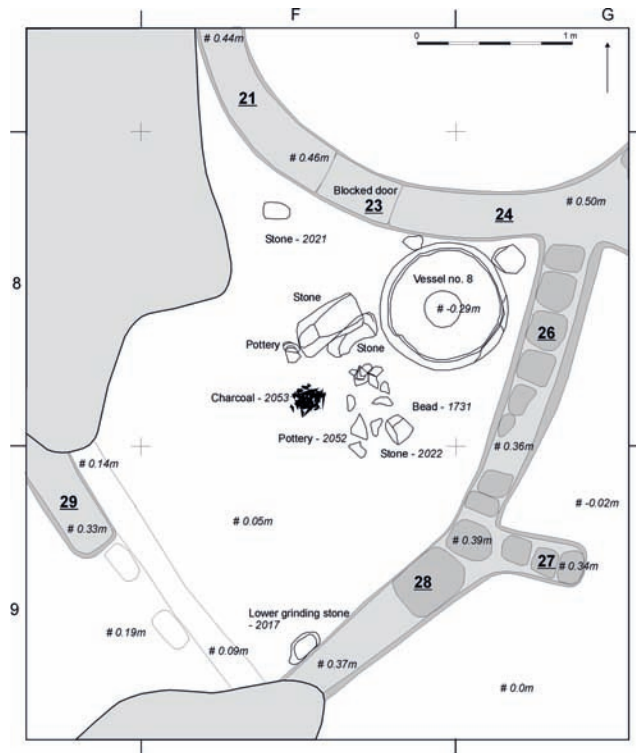 F
G
0
1 m
# 0.44m
21
# 0.46m
Blocked door
23
24
# 0.50m
Stone - 2021
8
Vessel no. 8
Stone
# -0.29m
26
Pottery
Stone
Charcoal - 2053
Bead - 1731
Pottery - 2052
Stone - 2022
# 0.36m
# 0.14m
29
# 0.33m
# 0.05m
# -0.02m
# 0.39m
27
# 0.34m
28
9
Lower grinding stone
- 2017
# 0.19m
# 0.09m
# 0.37m
# 0.0m